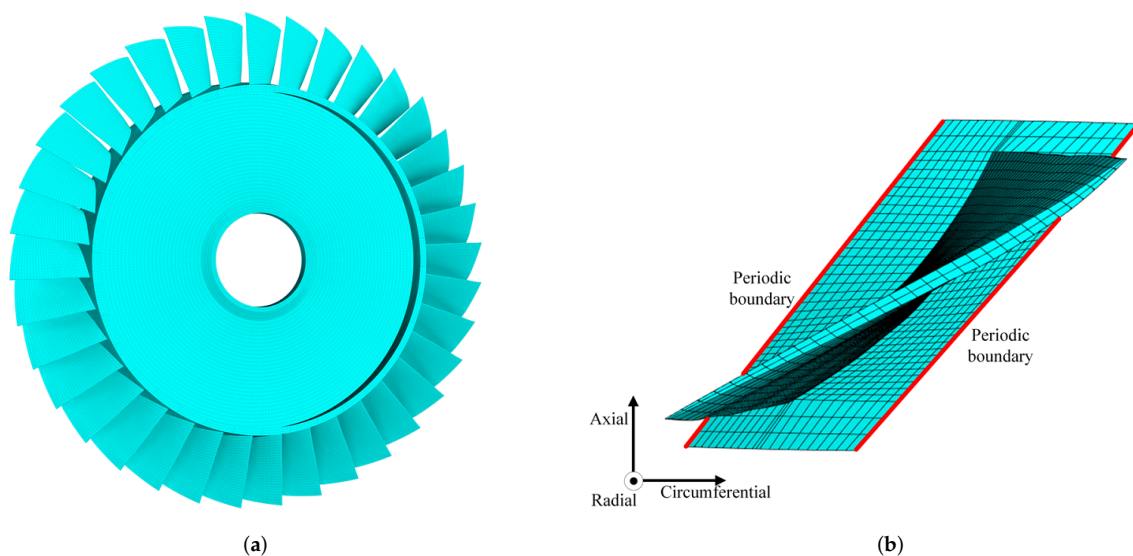 Periodic
boundary
Periodic
boundary
Axial
Radial
Circumferential
(a)
(b)